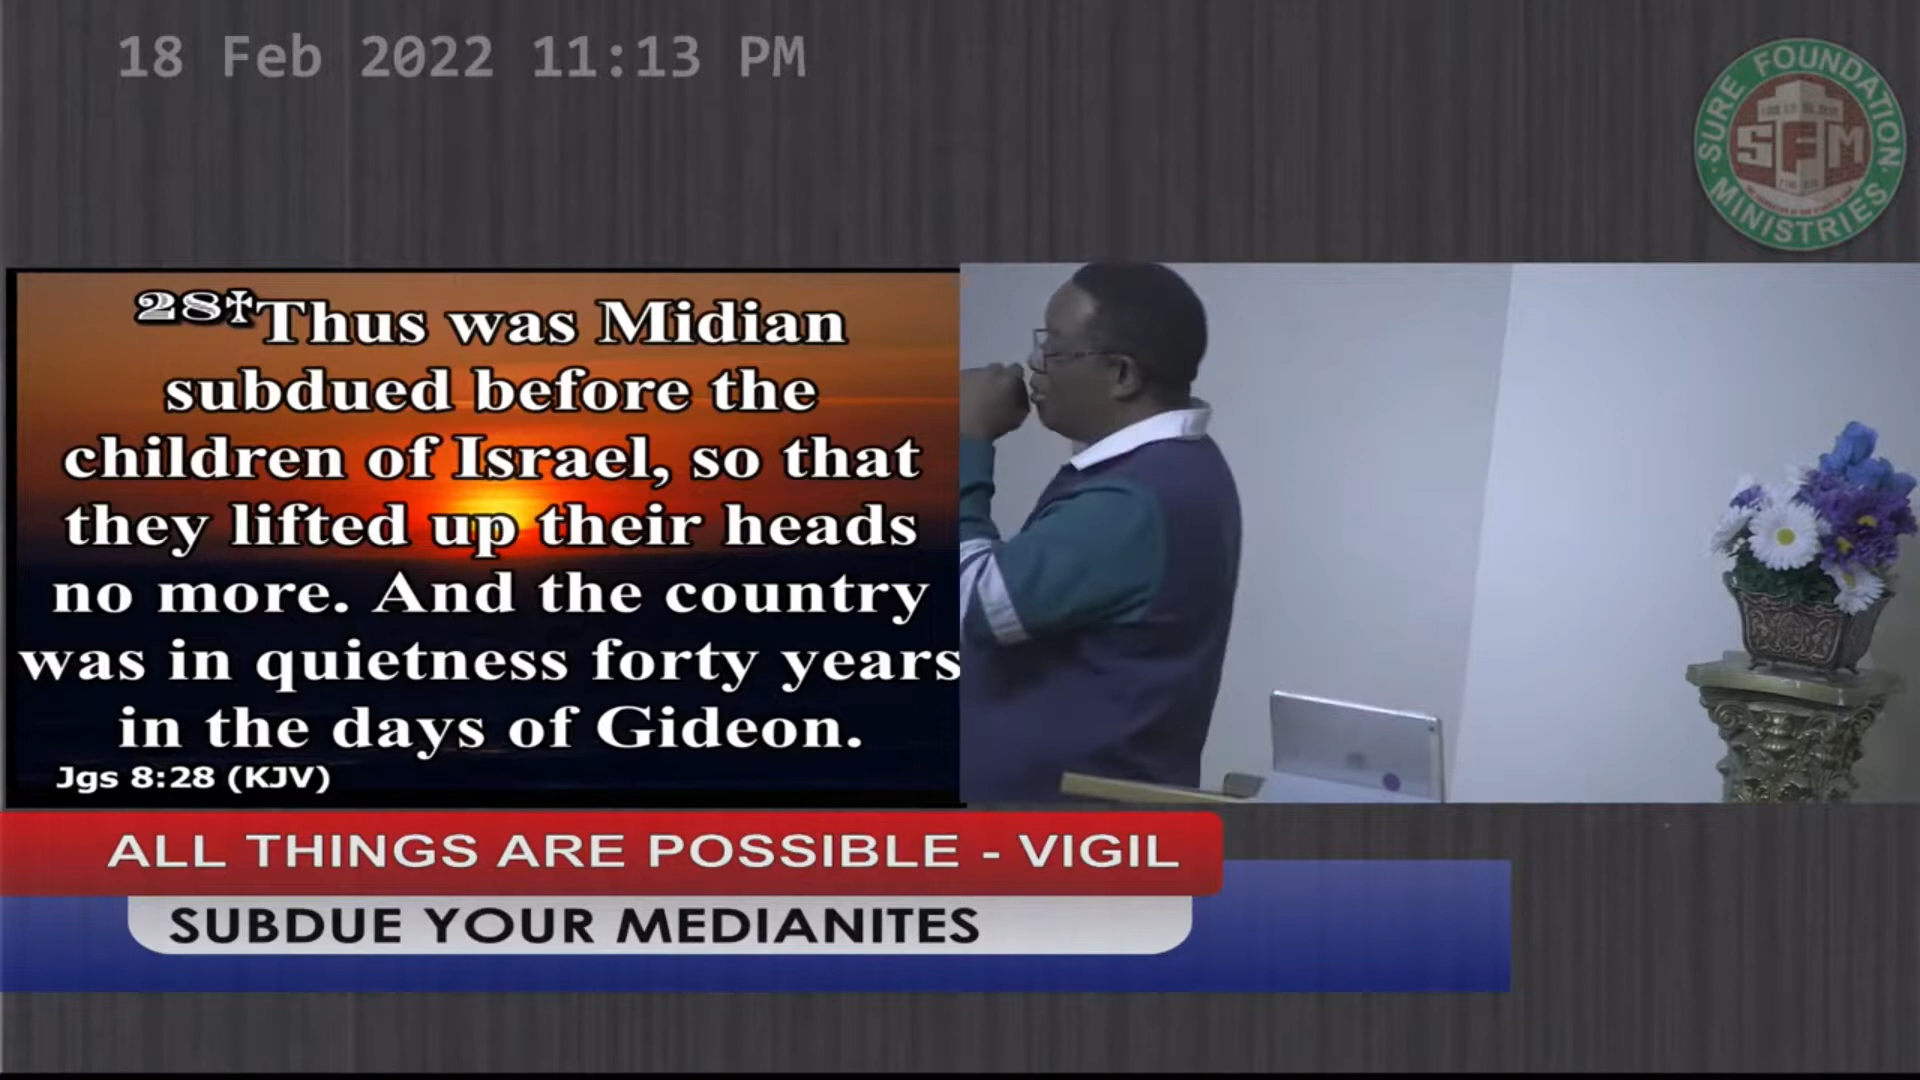 18 Feb 2022 11:13 PM
SURE FOUNDATION
MINISTRIES
SFM
28 Thus was Midian
subdued before the
children of Israel, so that
they lifted up their heads
no more. And the country
was in quietness forty years
in the days of Gideon.
Jgs 8:28 (KJV)
ALL THINGS ARE POSSIBLE - VIGIL
SUBDUE YOUR MEDIANITES